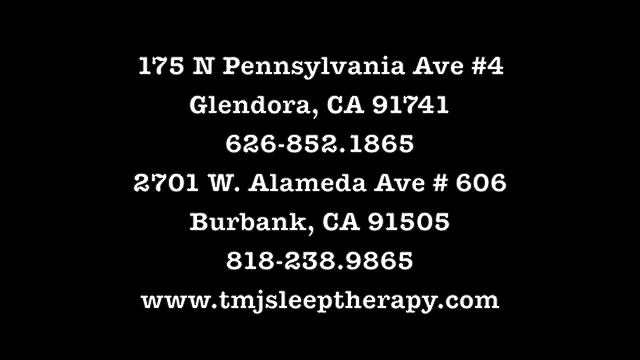 175 N Pennsylvania Ave #4
Glendora, CA 91741
626-852.1865
2701 W. Alameda Ave # 606
Burbank, CA 91505
818-238.9865
www.tmjsleeptherapy.com